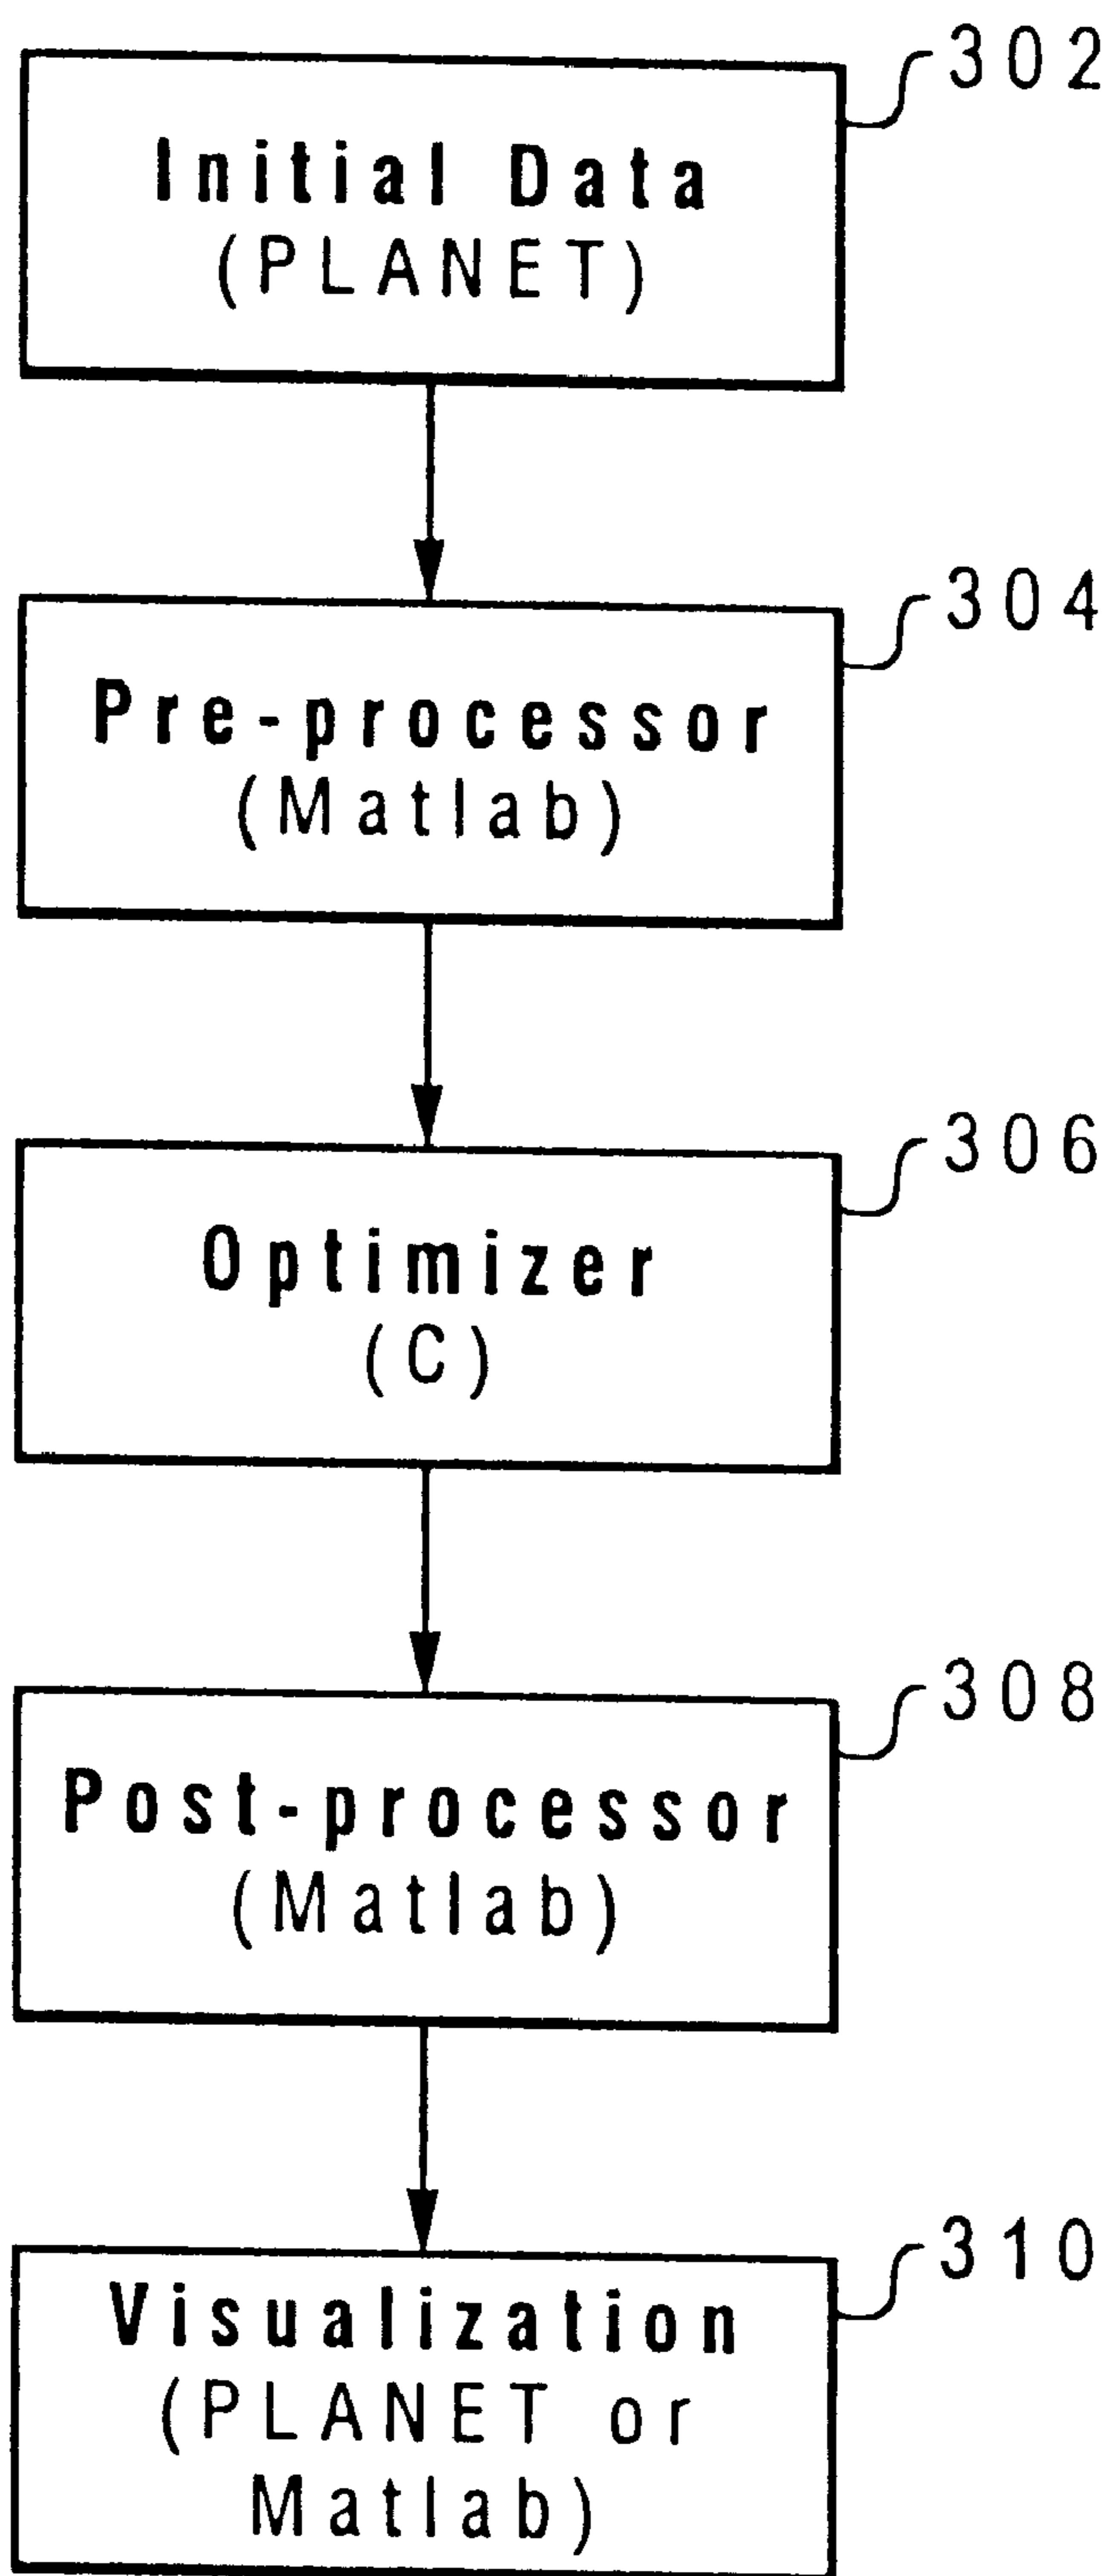 302
Initial Data
(PLANET)
304
Pre-processor
(Matlab)
306
Optimizer
(C)
308
Post-processor
(Matlab)
310
Visualization
(PLANET or
Matlab)